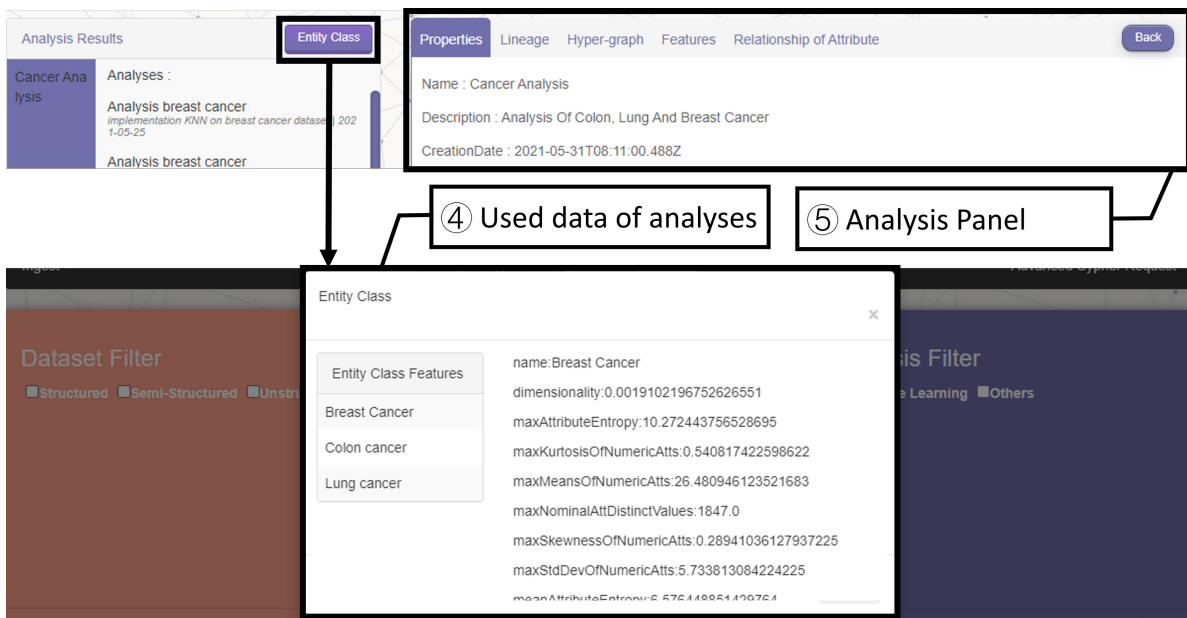 Analysis Results
Entity Class
Cancer Ana
lysis
Analyses :
Analysis breast cancer
implementation KNN on breast cancer dataset | 202
1-05-25
Analysis breast cancer
Properties Lineage Hyper-graph Features Relationship of Attribute
Back
Name : Cancer Analysis
Description : Analysis Of Colon, Lung And Breast Cancer
CreationDate : 2021-05-31T08:11:00.488Z
④ Used data of analyses
⑤ Analysis Panel
Ingest
Advanced Cypher Request
Dataset Filter
Structured Semi-Structured Unstru
Entity Class
×
Entity Class Features
Breast Cancer
Colon cancer
Lung cancer
name:Breast Cancer
dimensionality:0.0019102196752626551
maxAttributeEntropy:10.272443756528695
maxKurtosisOfNumericAtts:0.540817422598622
maxMeansOfNumericAtts:26.480946123521683
maxNominalAttDistinctValues:1847.0
maxSkewnessOfNumericAtts:0.28941036127937225
maxStdDevOfNumericAtts:5.733813084224225
meanAttributeEntropy:6.576448851429764
sis Filter
e Learning Others